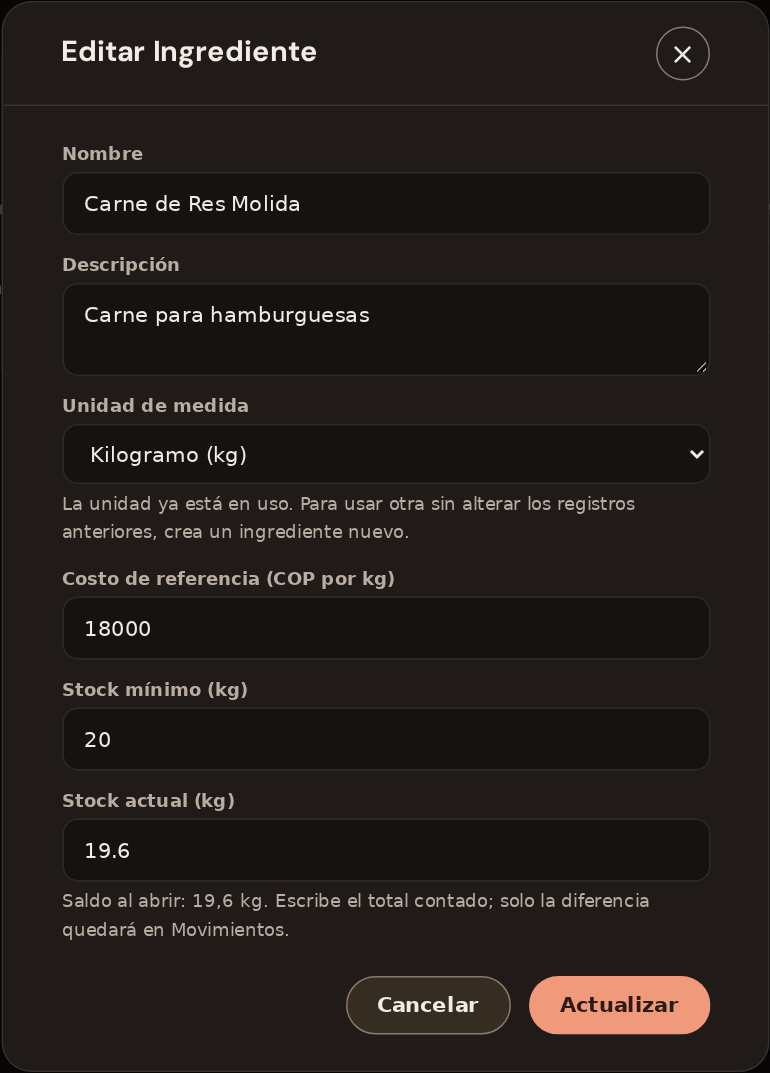 Editar Ingrediente
Nombre
Carne de Res Molida
Descripción
Carne para hamburguesas
Unidad de medida
Kilogramo (kg)
La unidad ya está en uso. Para usar otra sin alterar los registros
anteriores, crea un ingrediente nuevo.
Costo de referencia (COP por kg)
18000
Stock mínimo (kg)
20
Stock actual (kg)
19.6
Saldo al abrir: 19,6 kg. Escribe el total contado; solo la diferencia
quedará en Movimientos.
Cancelar
Actualizar